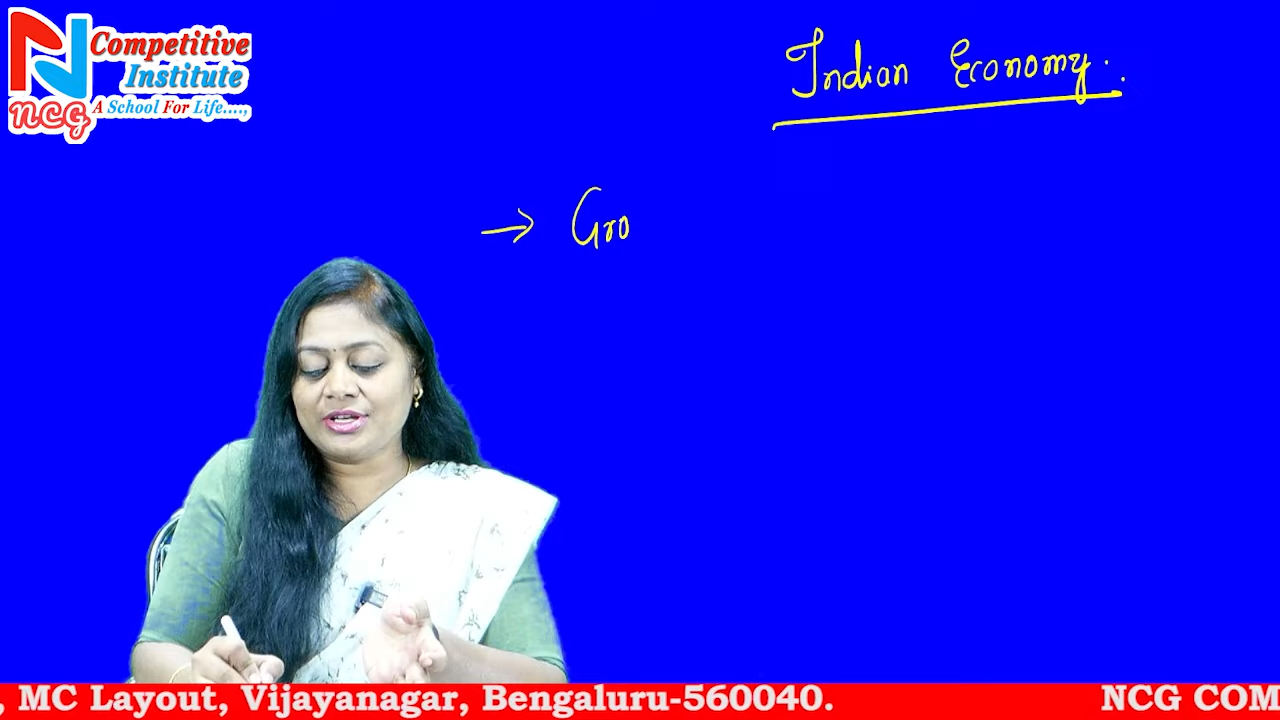 Competitive
Institute
NCG A School For Life....,
Indian Economy..
→ Gro
, MC Layout, Vijayanagar, Bengaluru-560040. NCG COM